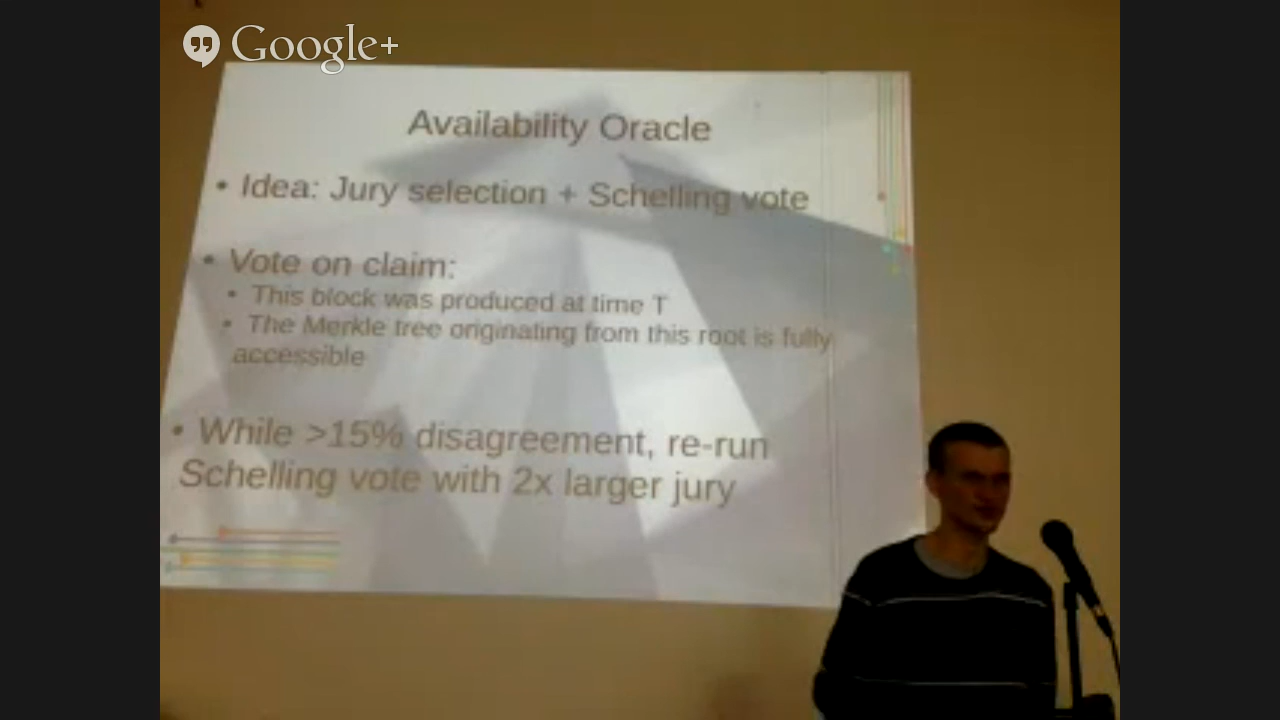 Google+
Availability Oracle
• Idea: Jury selection + Schelling vote
• Vote on claim:
• This block was produced at time T
• The Merkle tree originating from this root is fully
accessible
• While >15% disagreement, re-run
Schelling vote with 2x larger jury